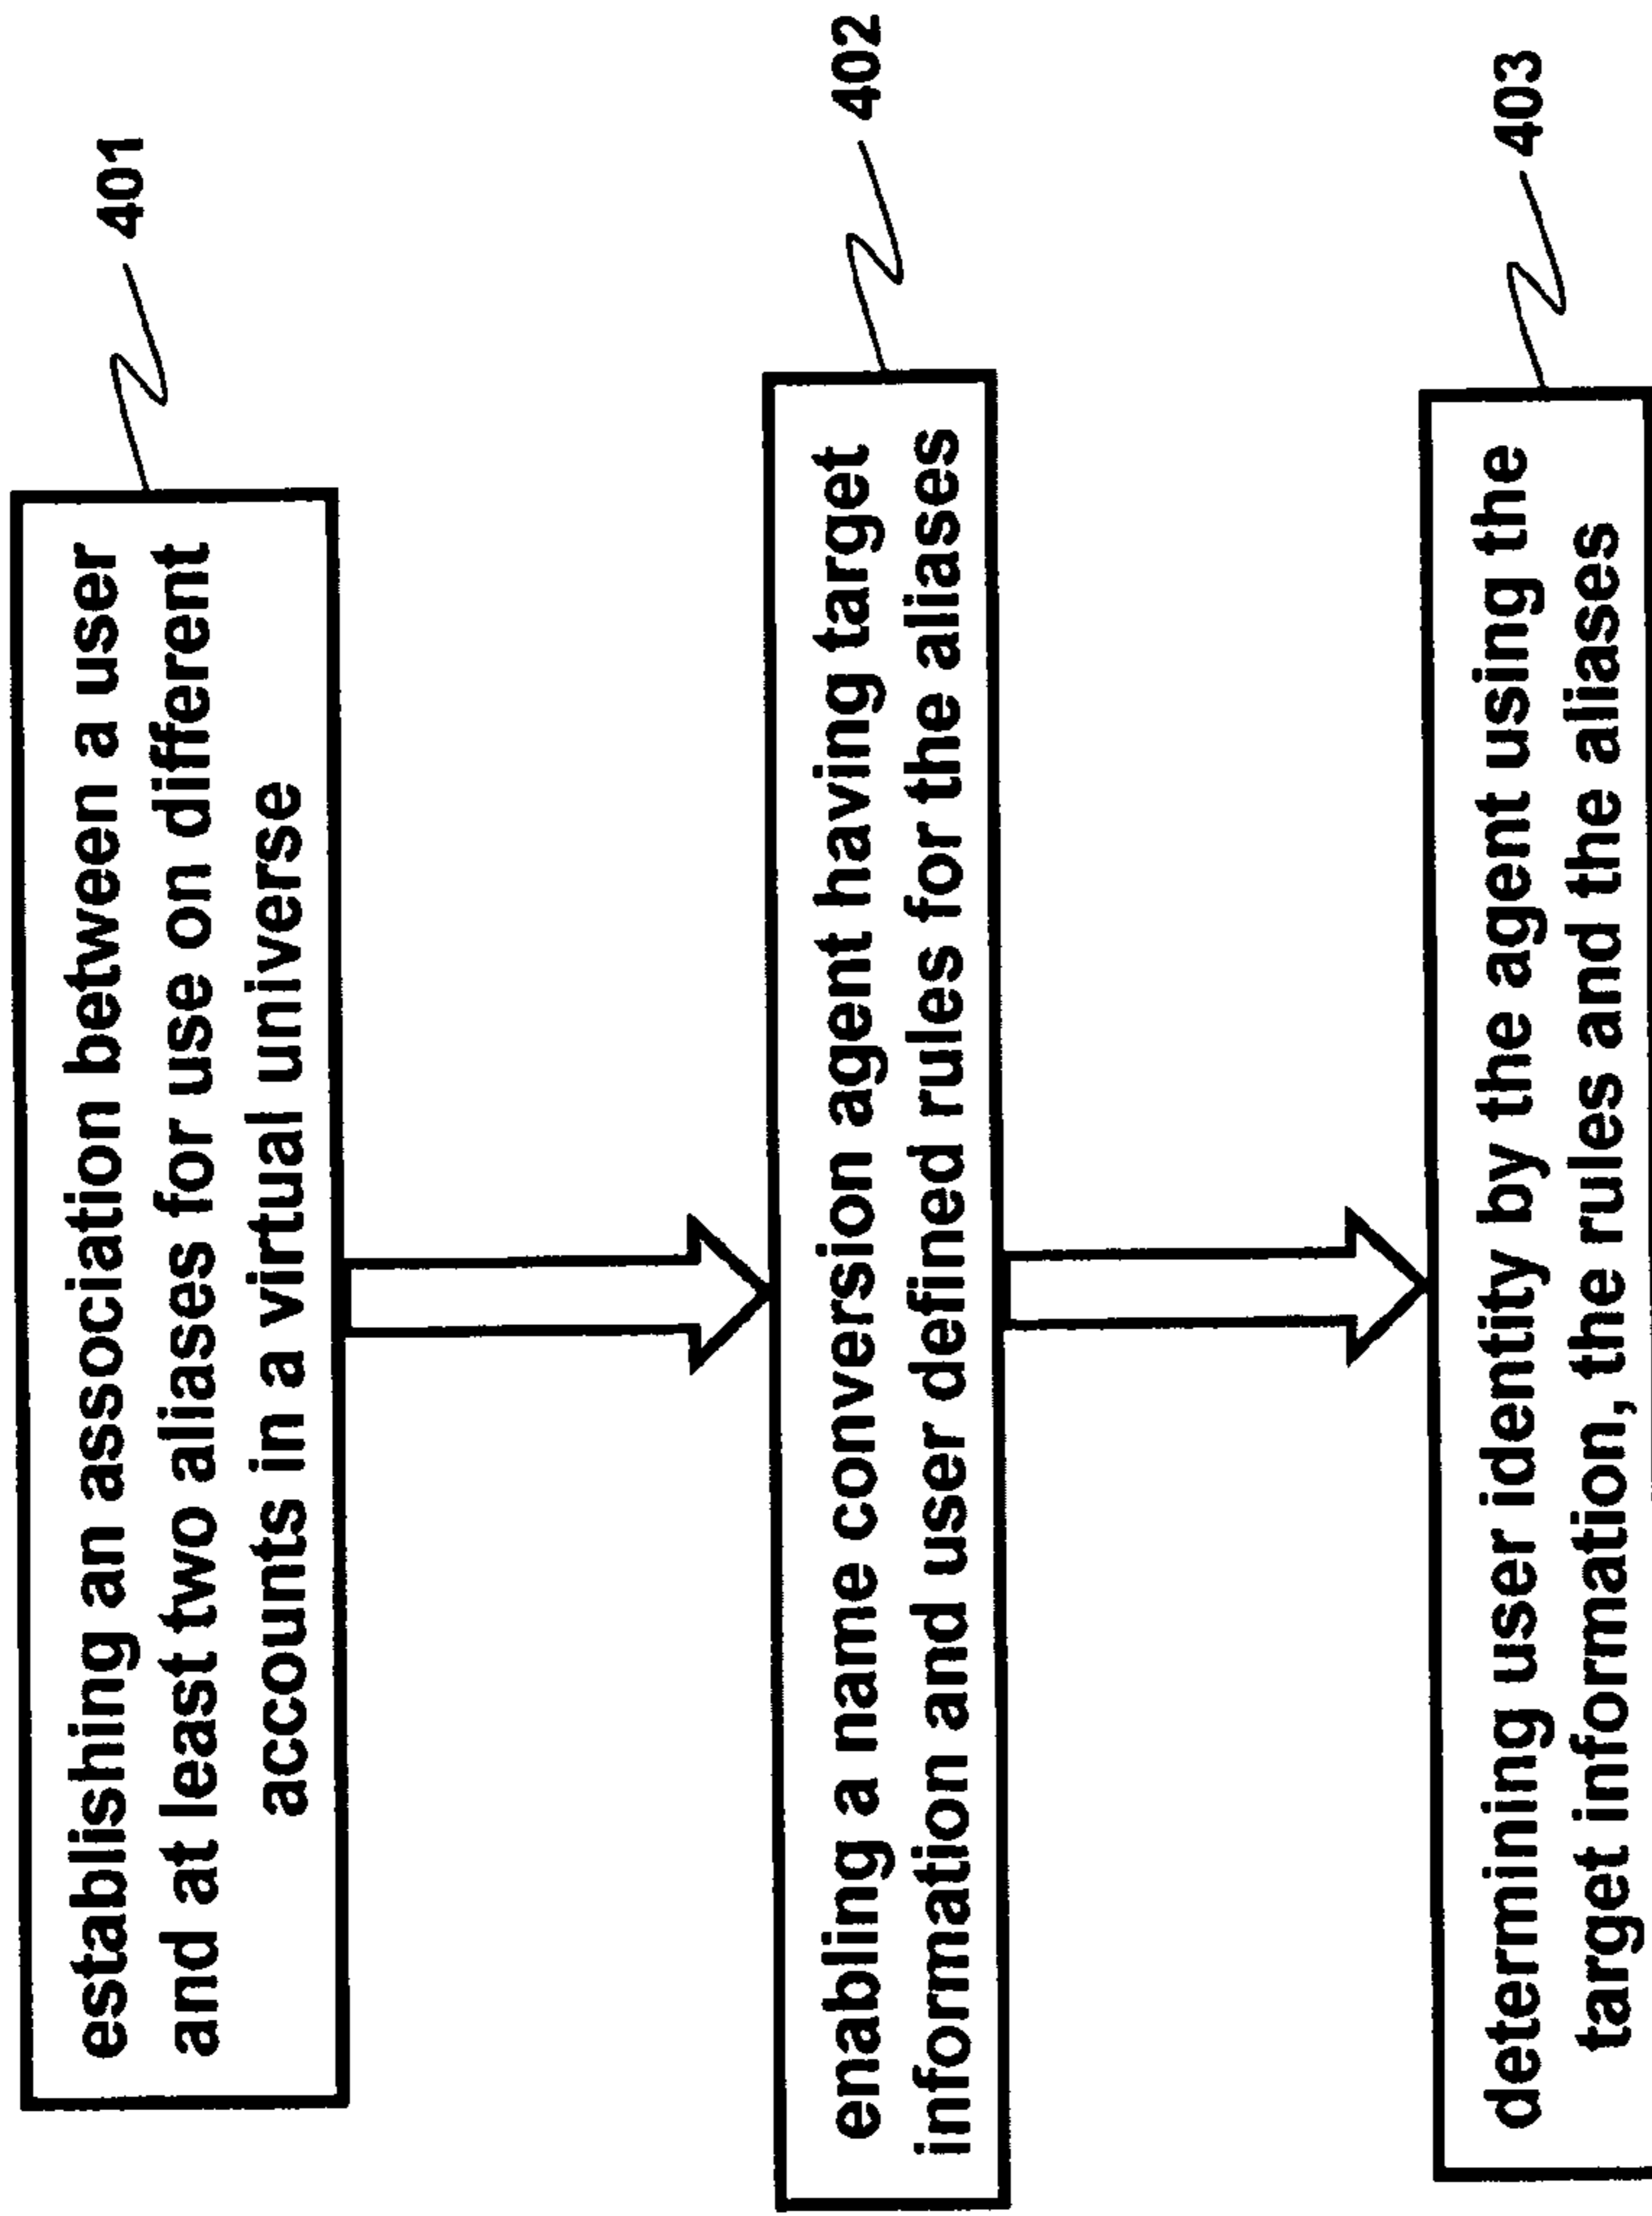 establishing an association between a user
and at least two aliases for use on different
accounts in a virtual universe
401
enabling a name conversion agent having target
information and user defined rules for the aliases
402
determining user identity by the agent using the
target information, the rules and the aliases
403